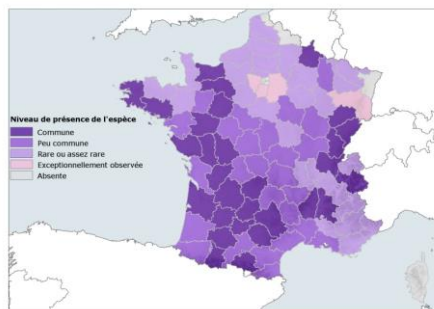 Niveau de présence de l'espèce
Commune
Peu commune
Rare ou assez rare
Exceptionnellement observée
Absente